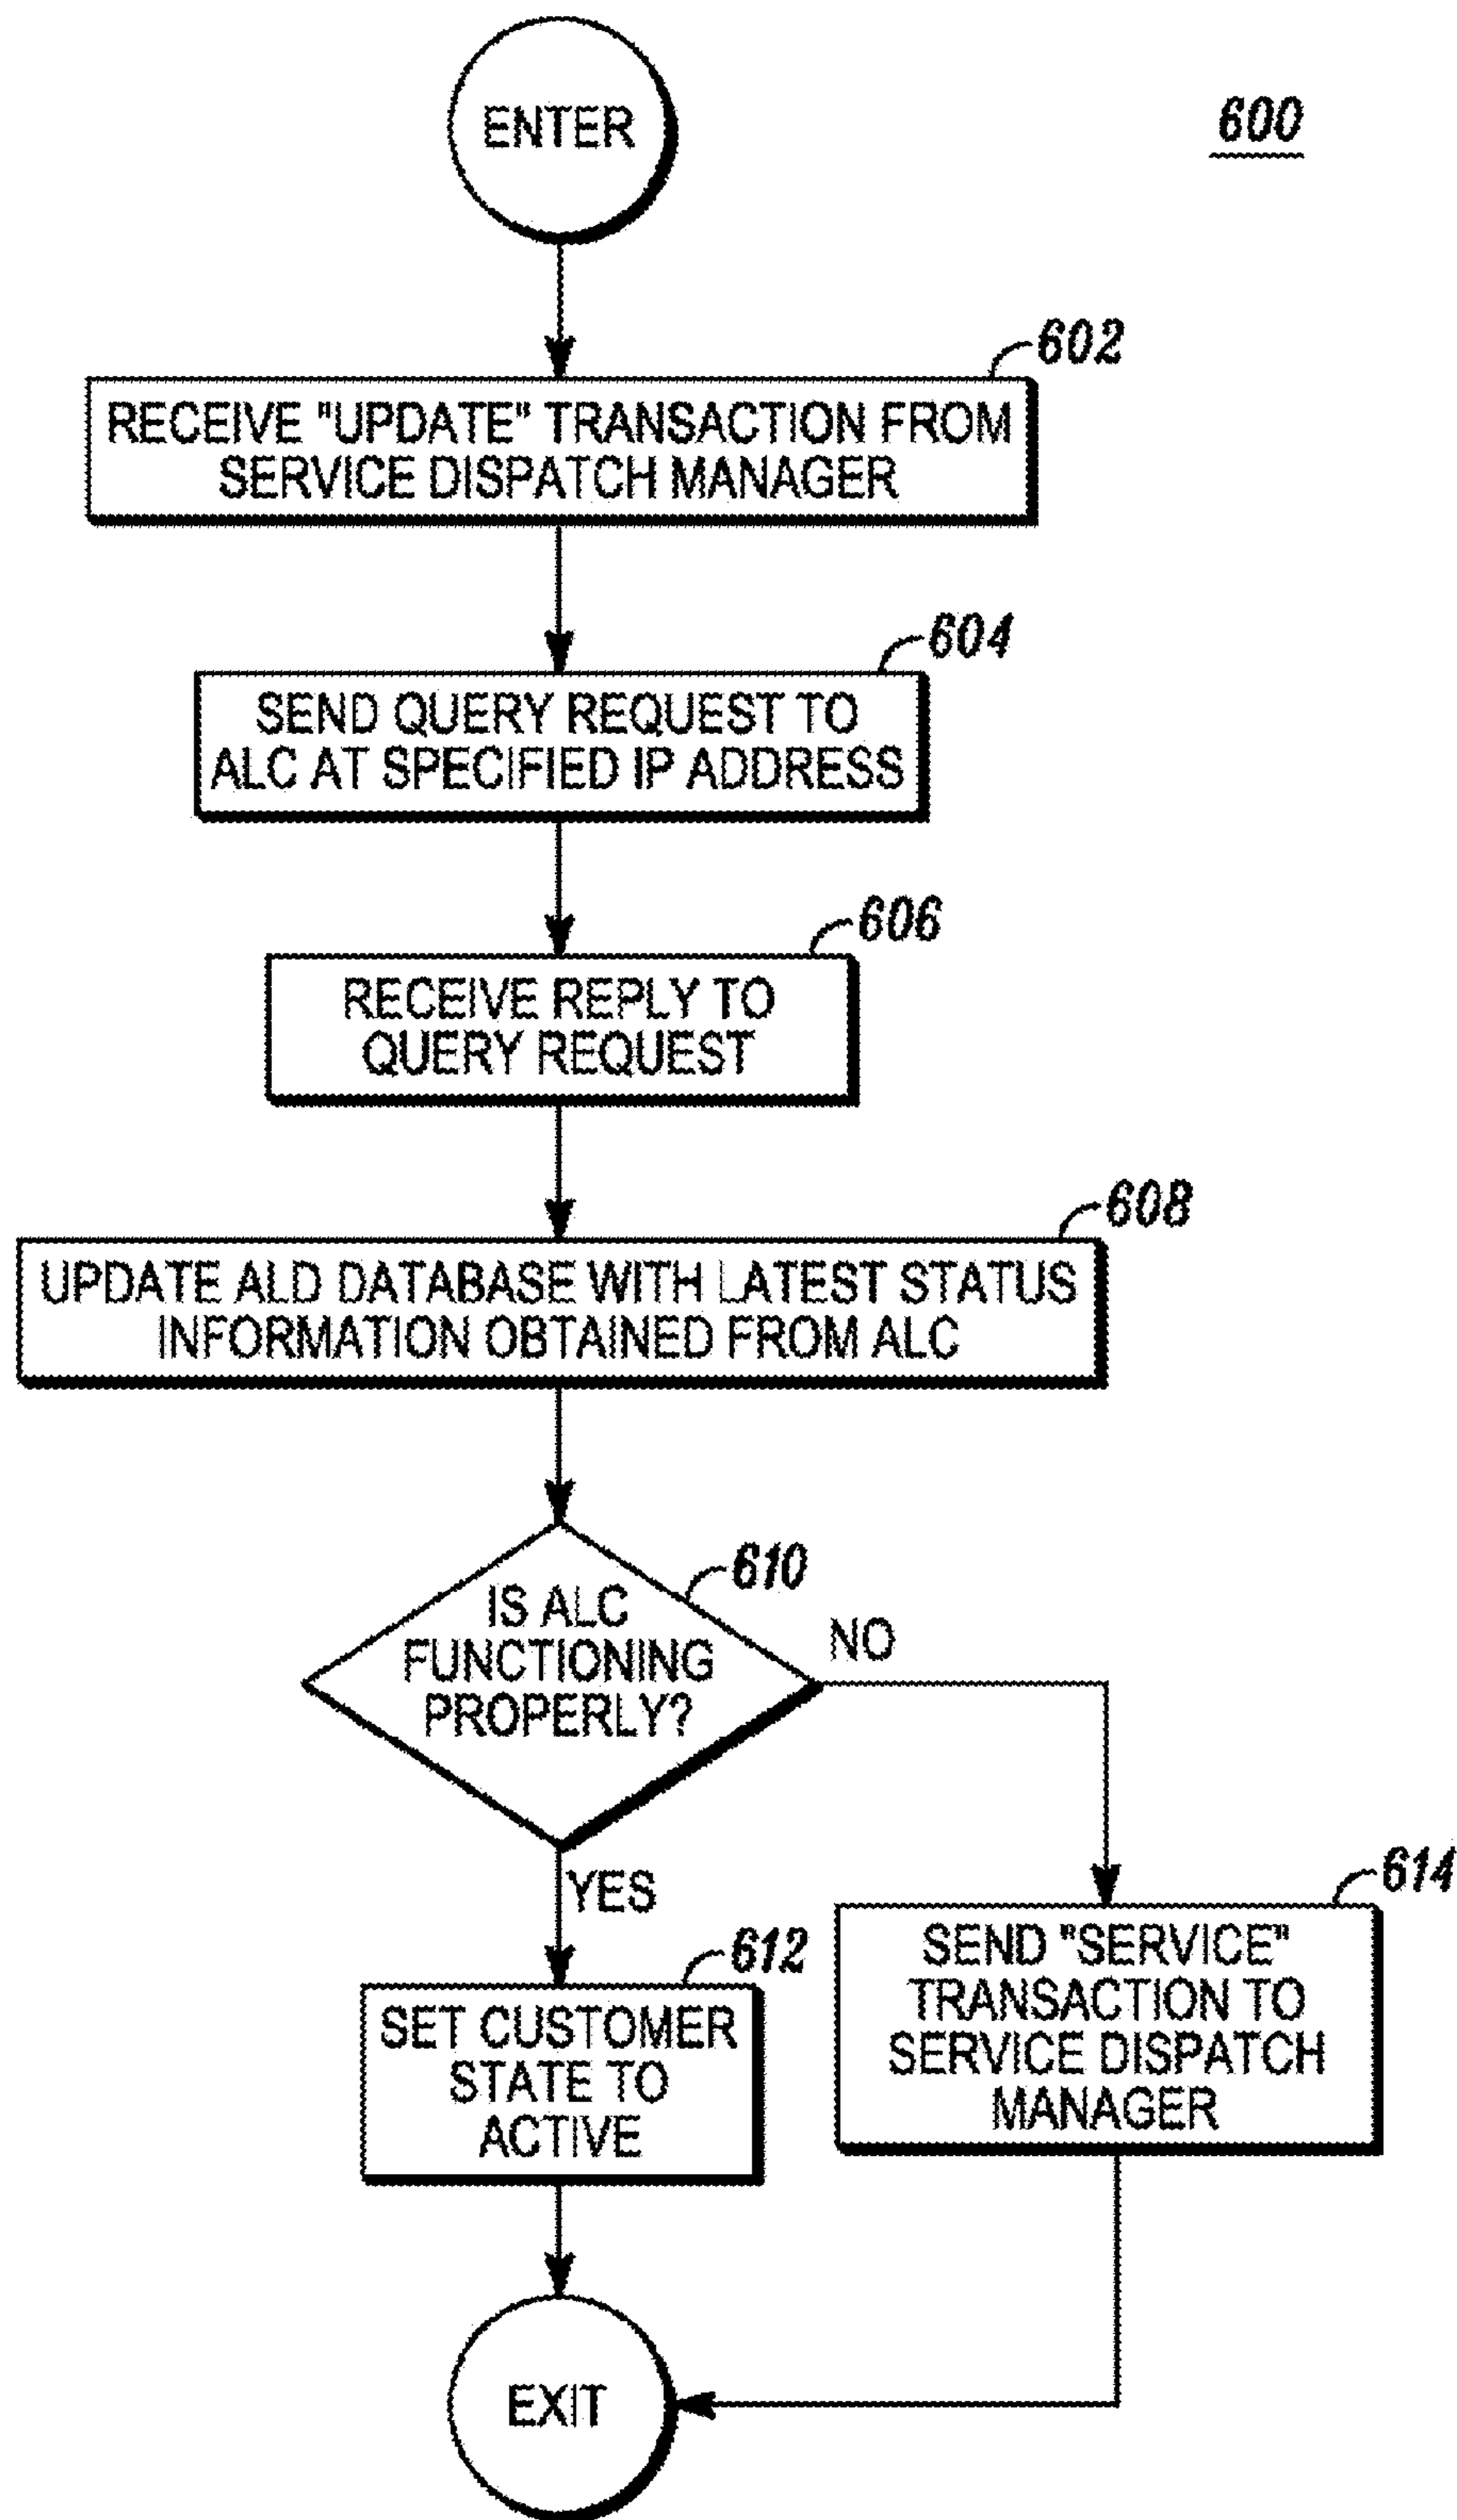 ENTER
600
602
RECEIVE "UPDATE" TRANSACTION FROM
SERVICE DISPATCH MANAGER
604
SEND QUERY REQUEST TO
ALC AT SPECIFIED IP ADDRESS
606
RECEIVE REPLY TO
QUERY REQUEST
608
UPDATE ALD DATABASE WITH LATEST STATUS
INFORMATION OBTAINED FROM ALC
610
IS ALC
FUNCTIONING
PROPERLY?
NO
YES
612
SET CUSTOMER
STATE TO
ACTIVE
614
SEND "SERVICE"
TRANSACTION TO
SERVICE DISPATCH
MANAGER
EXIT